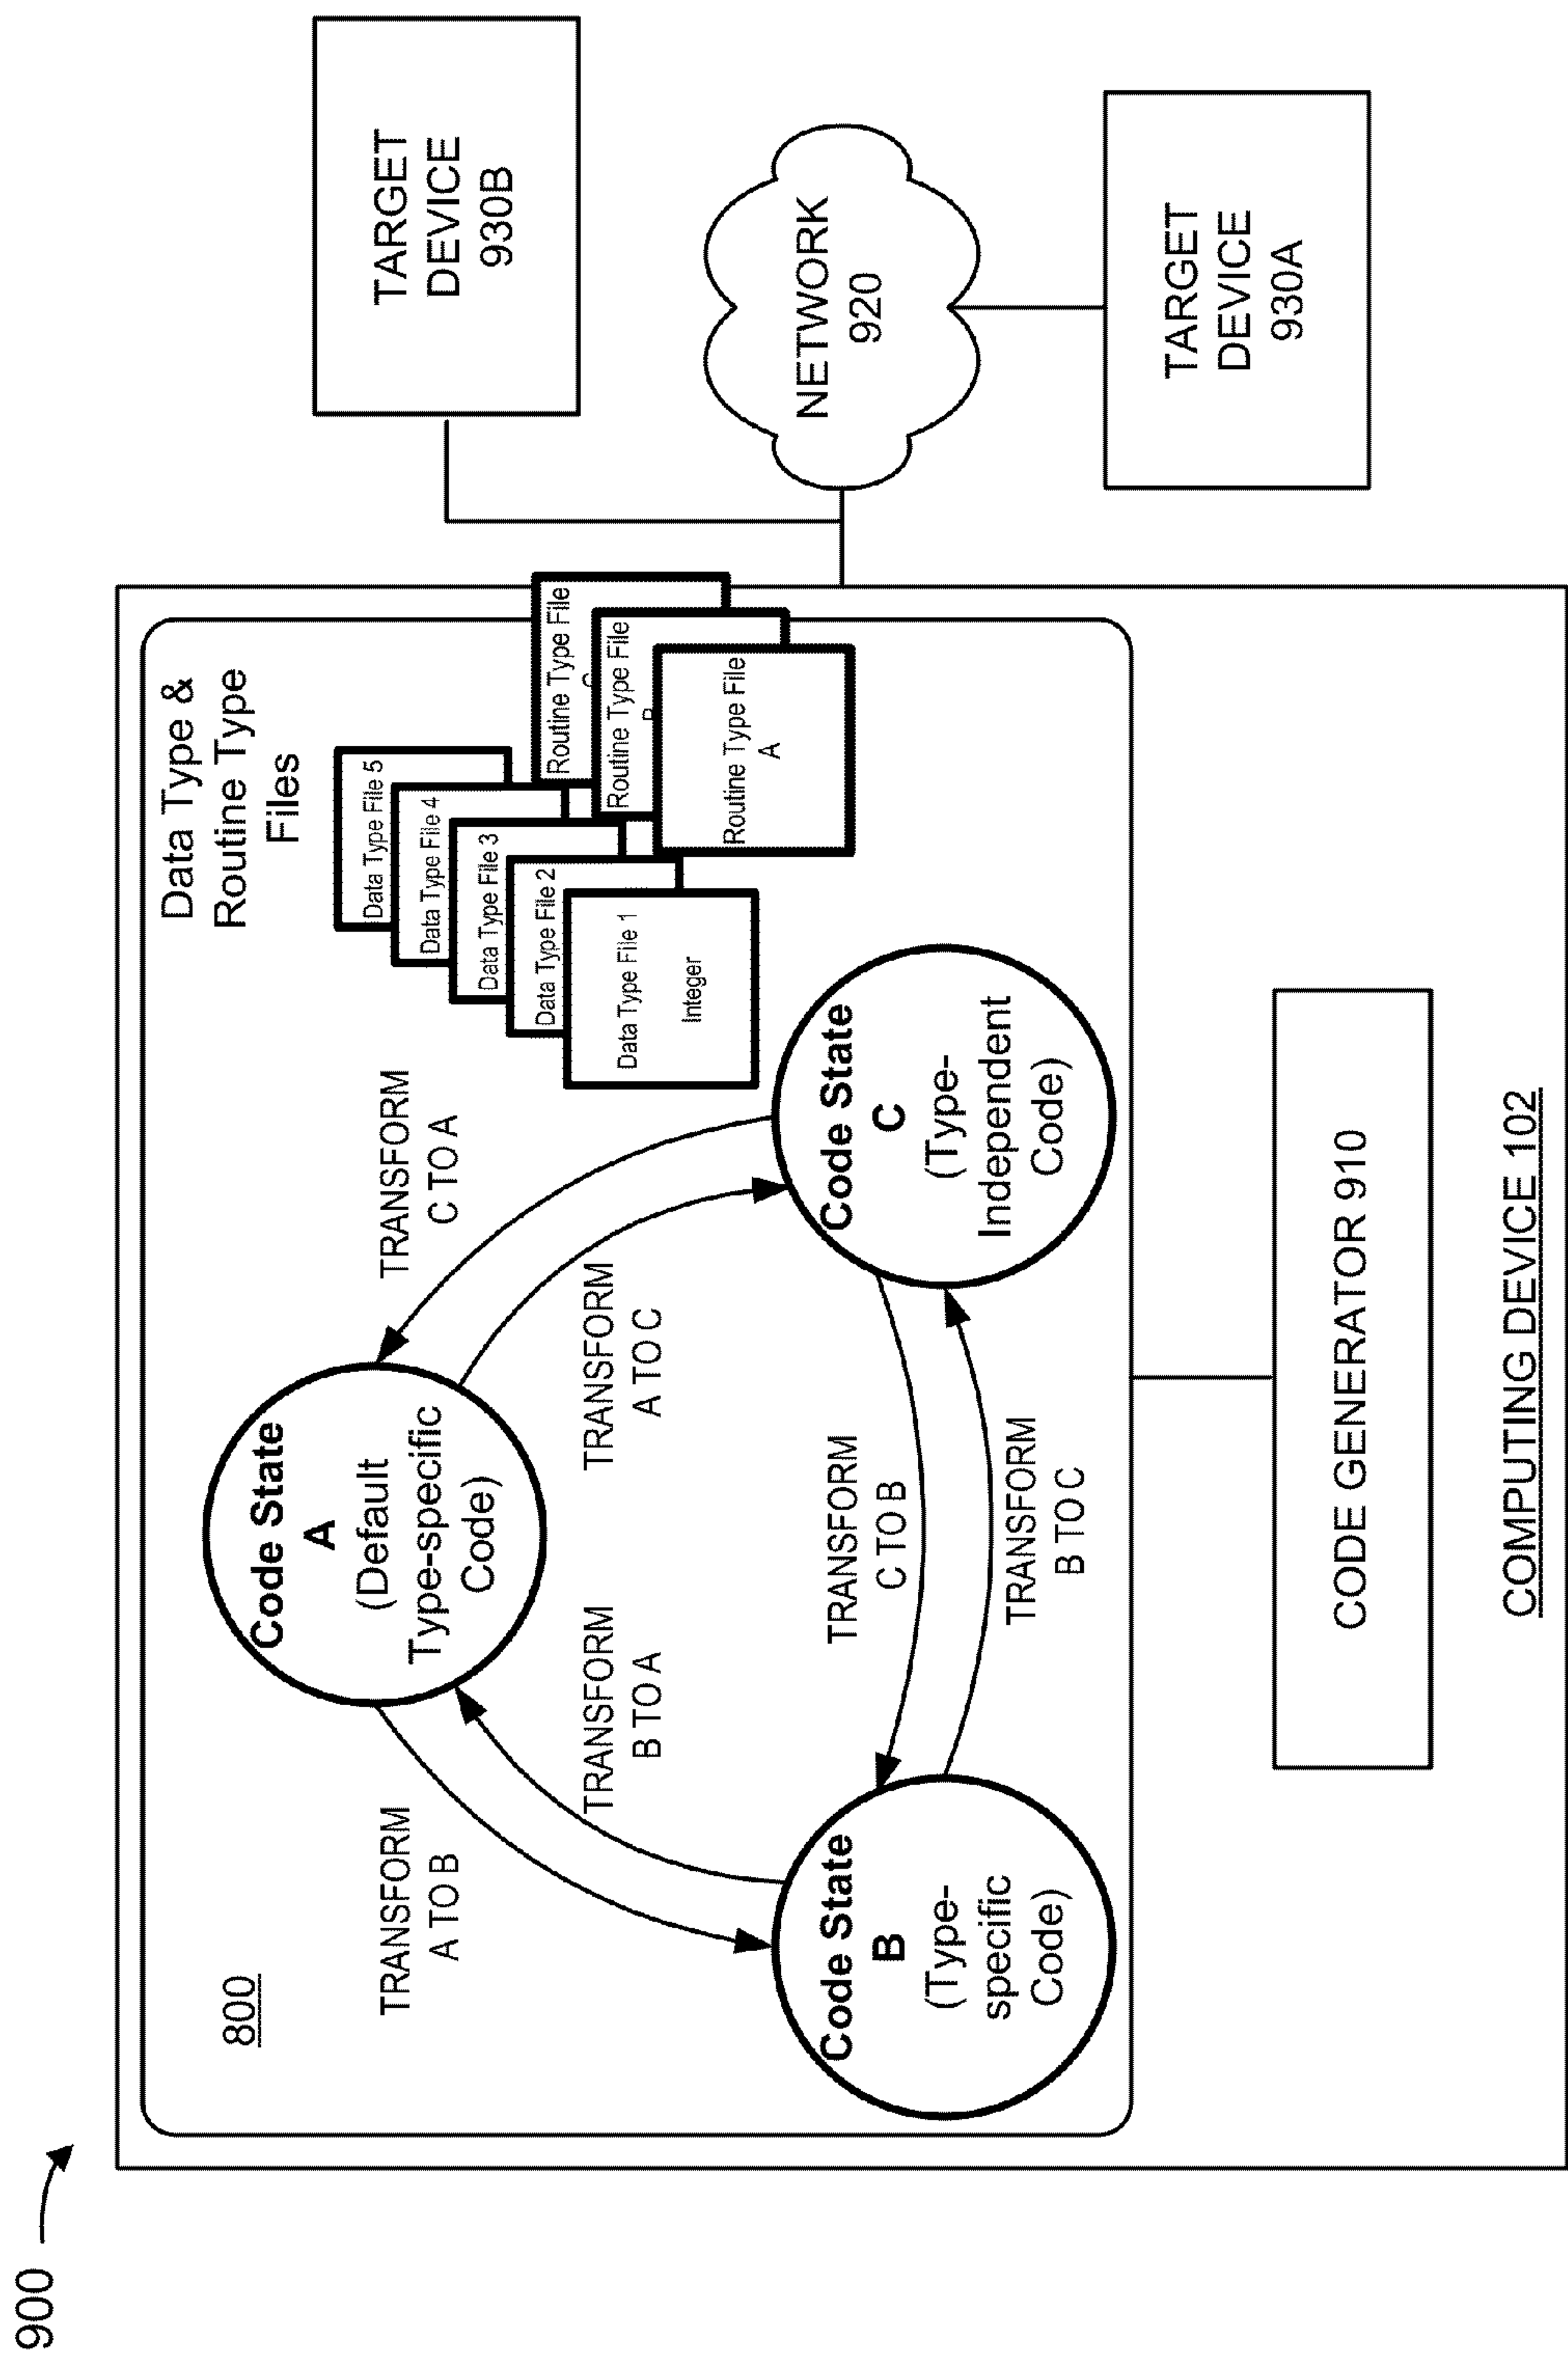 900
800
Data Type &
Routine Type
Files
TRANSFORM
A TO B
Code State
A
(Default
Type-specific
Code)
TRANSFORM
C TO A
TRANSFORM
B TO A
TRANSFORM
A TO C
Data Type File 5
Data Type File 4
Data Type File 3
Data Type File 2
Data Type File 1
Integer
Routine Type File
Routine Type File
Routine Type File
A
Code State
B
(Type-
specific
Code)
TRANSFORM
C TO B
TRANSFORM
B TO C
Code State
C
(Type-
Independent
Code)
CODE GENERATOR 910
COMPUTING DEVICE 102
TARGET
DEVICE
930B
NETWORK
920
TARGET
DEVICE
930A